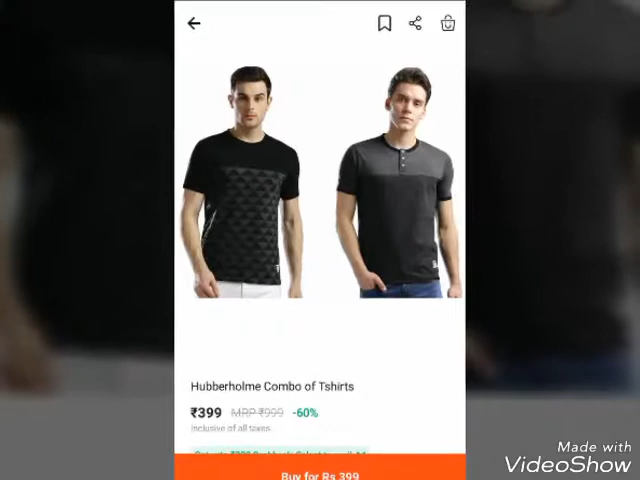 Hubberholme Combo of Tshirts
₹399 MRP ₹999 -60%
Inclusive of all taxes
Buy for Rs 399
Made with
VideoShow